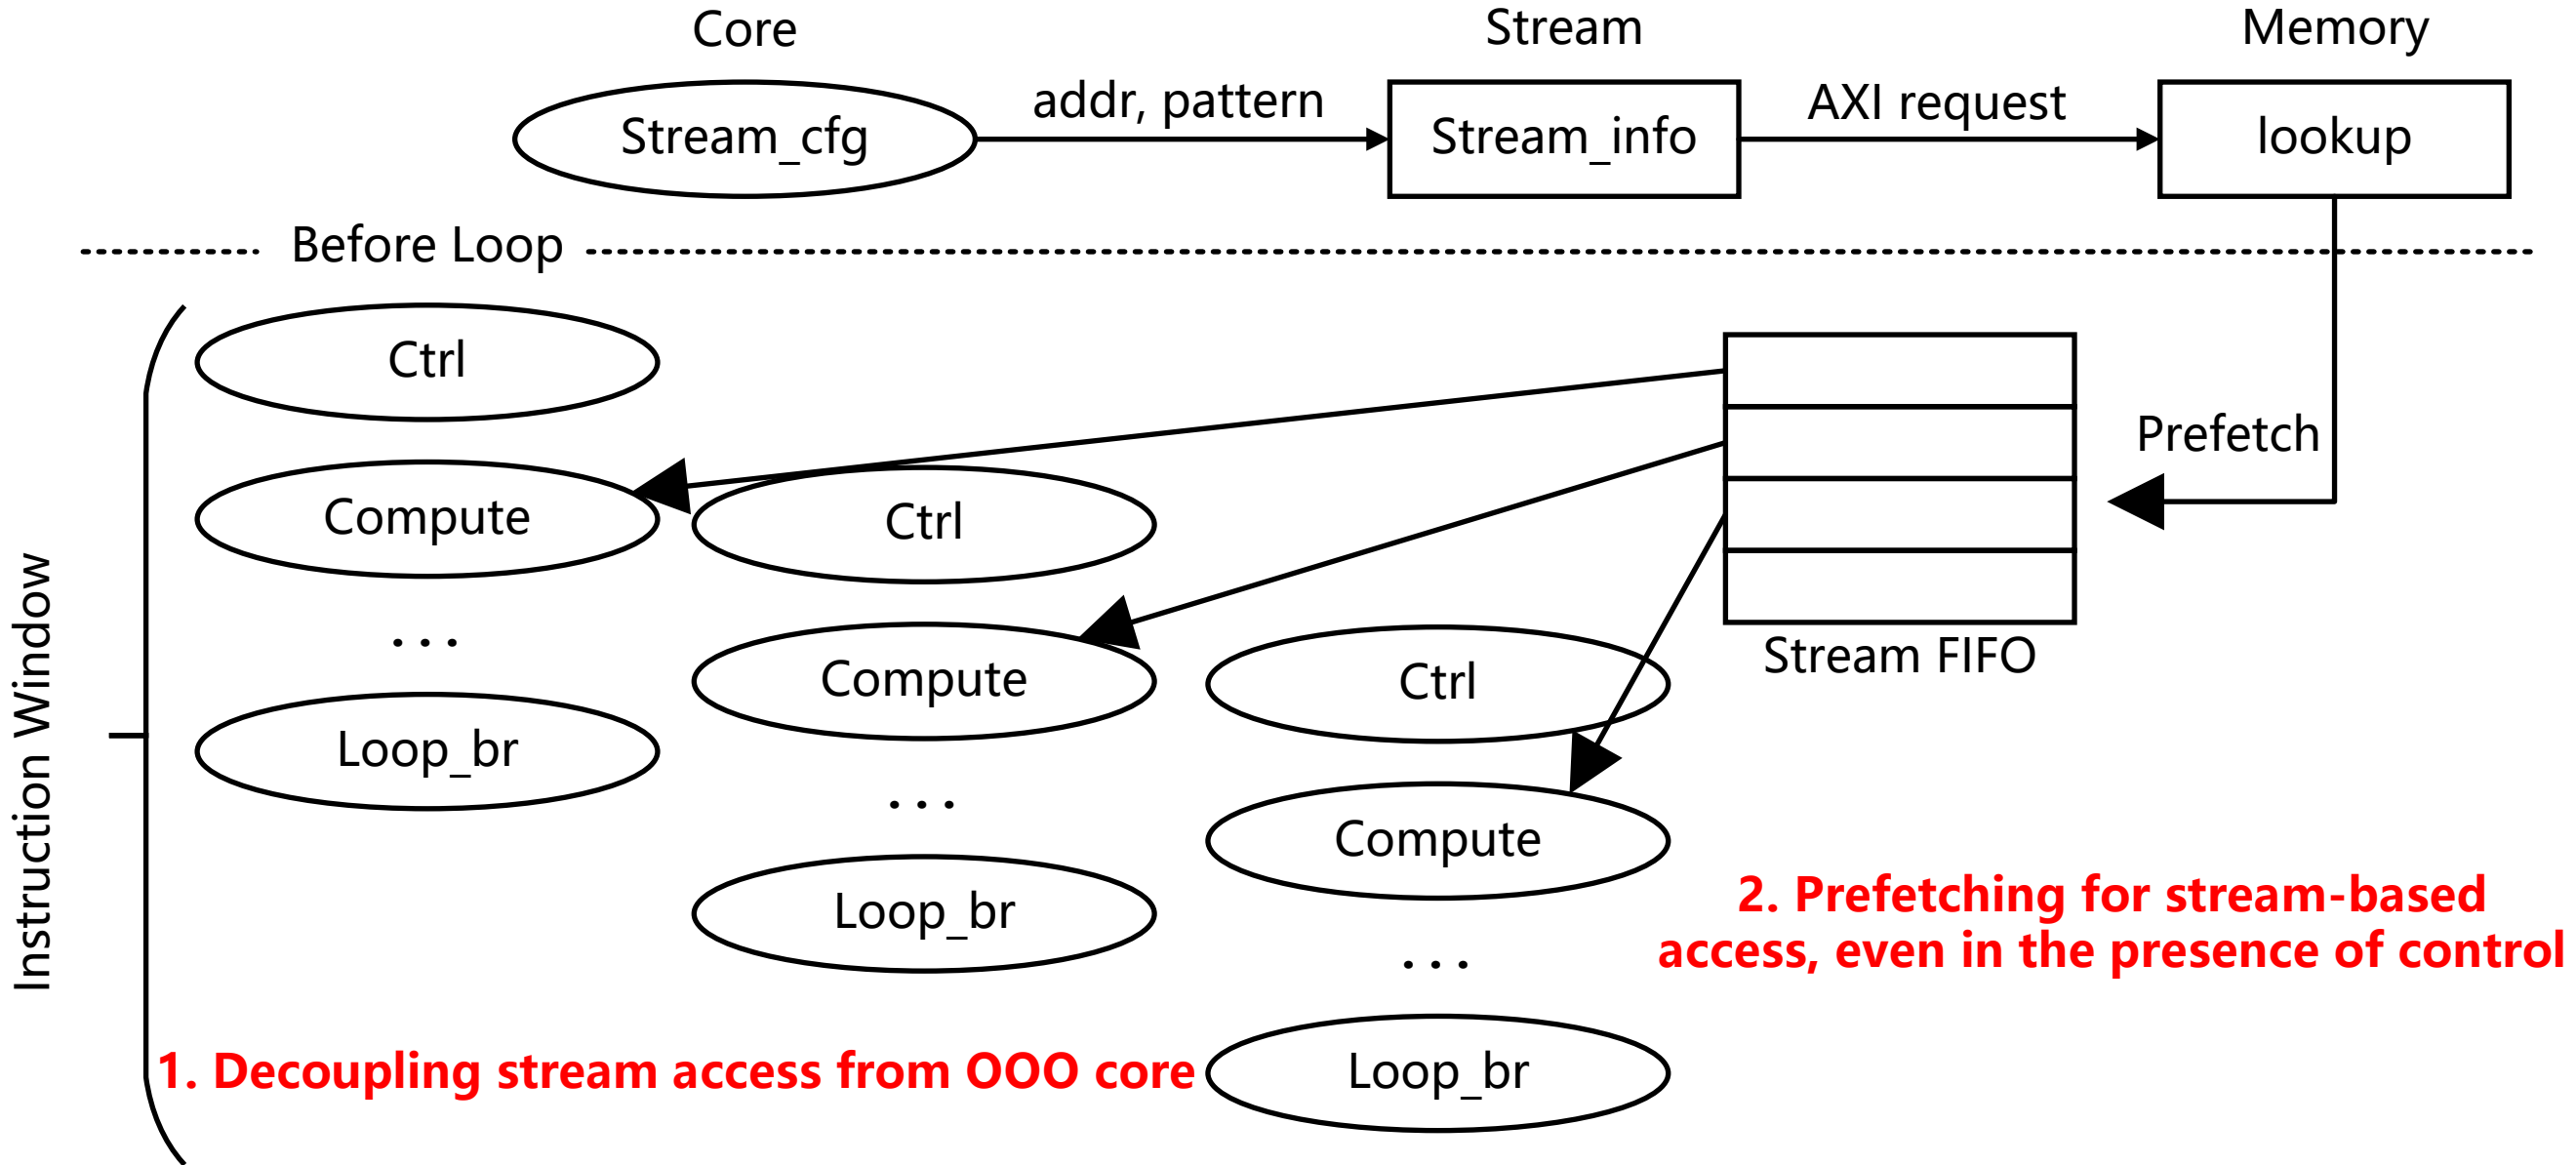 Core
Stream
Memory
Stream_cfg
addr, pattern
Stream_info
AXI request
lookup
Before Loop
Instruction Window
Ctrl
Compute
...
Loop_br
Ctrl
Compute
...
Loop_br
Ctrl
Compute
...
Loop_br
Prefetch
Stream FIFO
1. Decoupling stream access from OOO core
2. Prefetching for stream-based
access, even in the presence of control